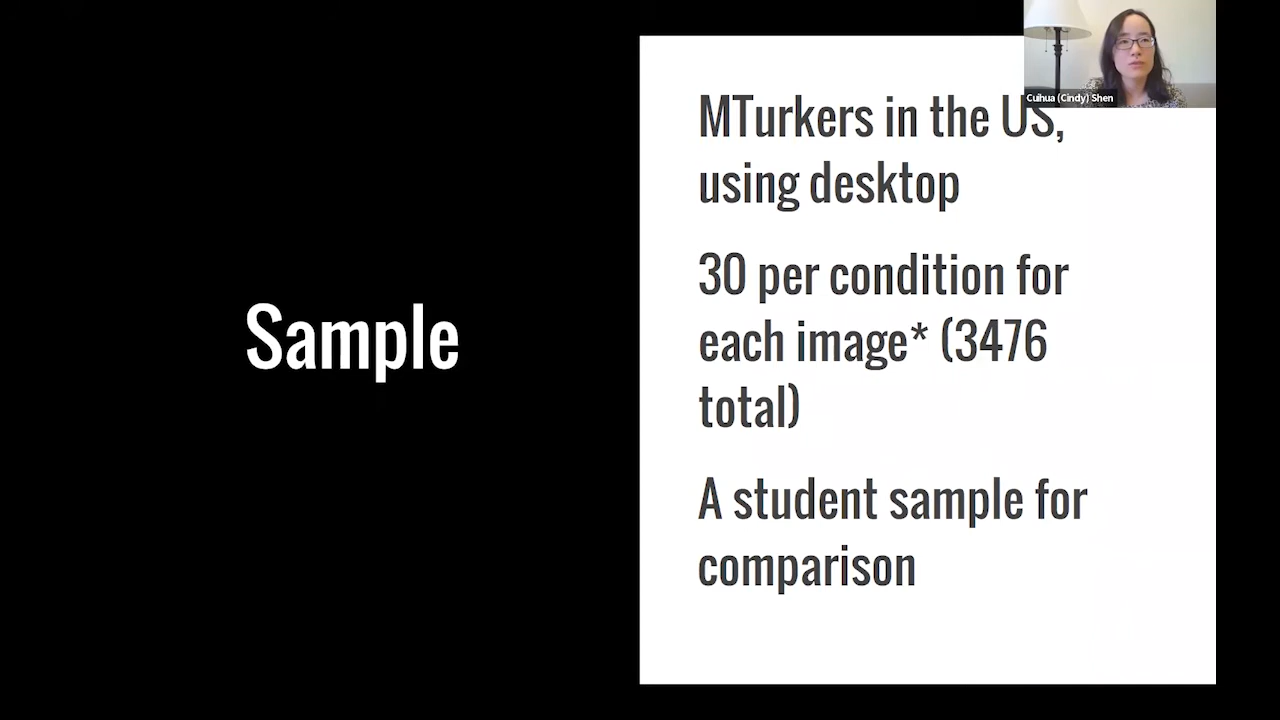 Cuihua (Cindy) Shen
Sample
MTurkers in the US,
using desktop
30 per condition for
each image* (3476
total)
A student sample for
comparison